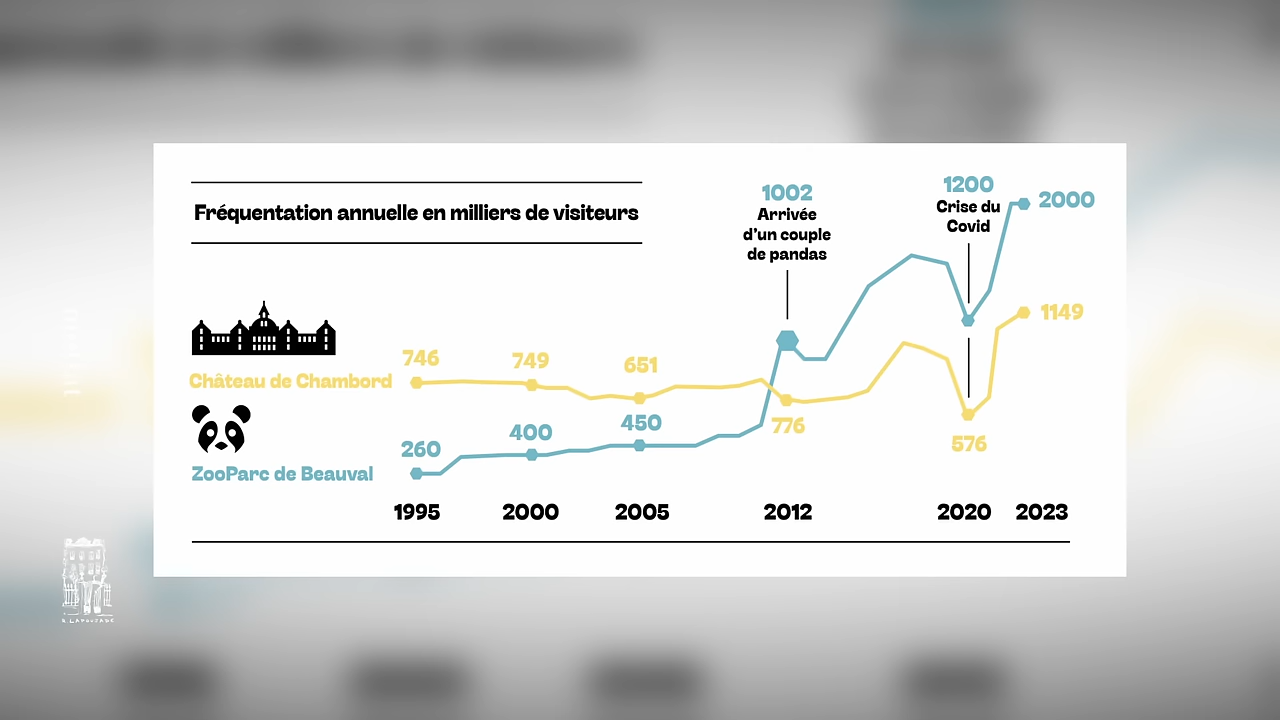 Fréquentation annuelle en milliers de visiteurs
1002
Arrivée
d'un couple
de pandas
1200
Crise du
Covid
2000
1149
746
749
651
Château de Chambord
776
576
260
400
450
ZooParc de Beauval
1995
2000
2005
2012
2020
2023